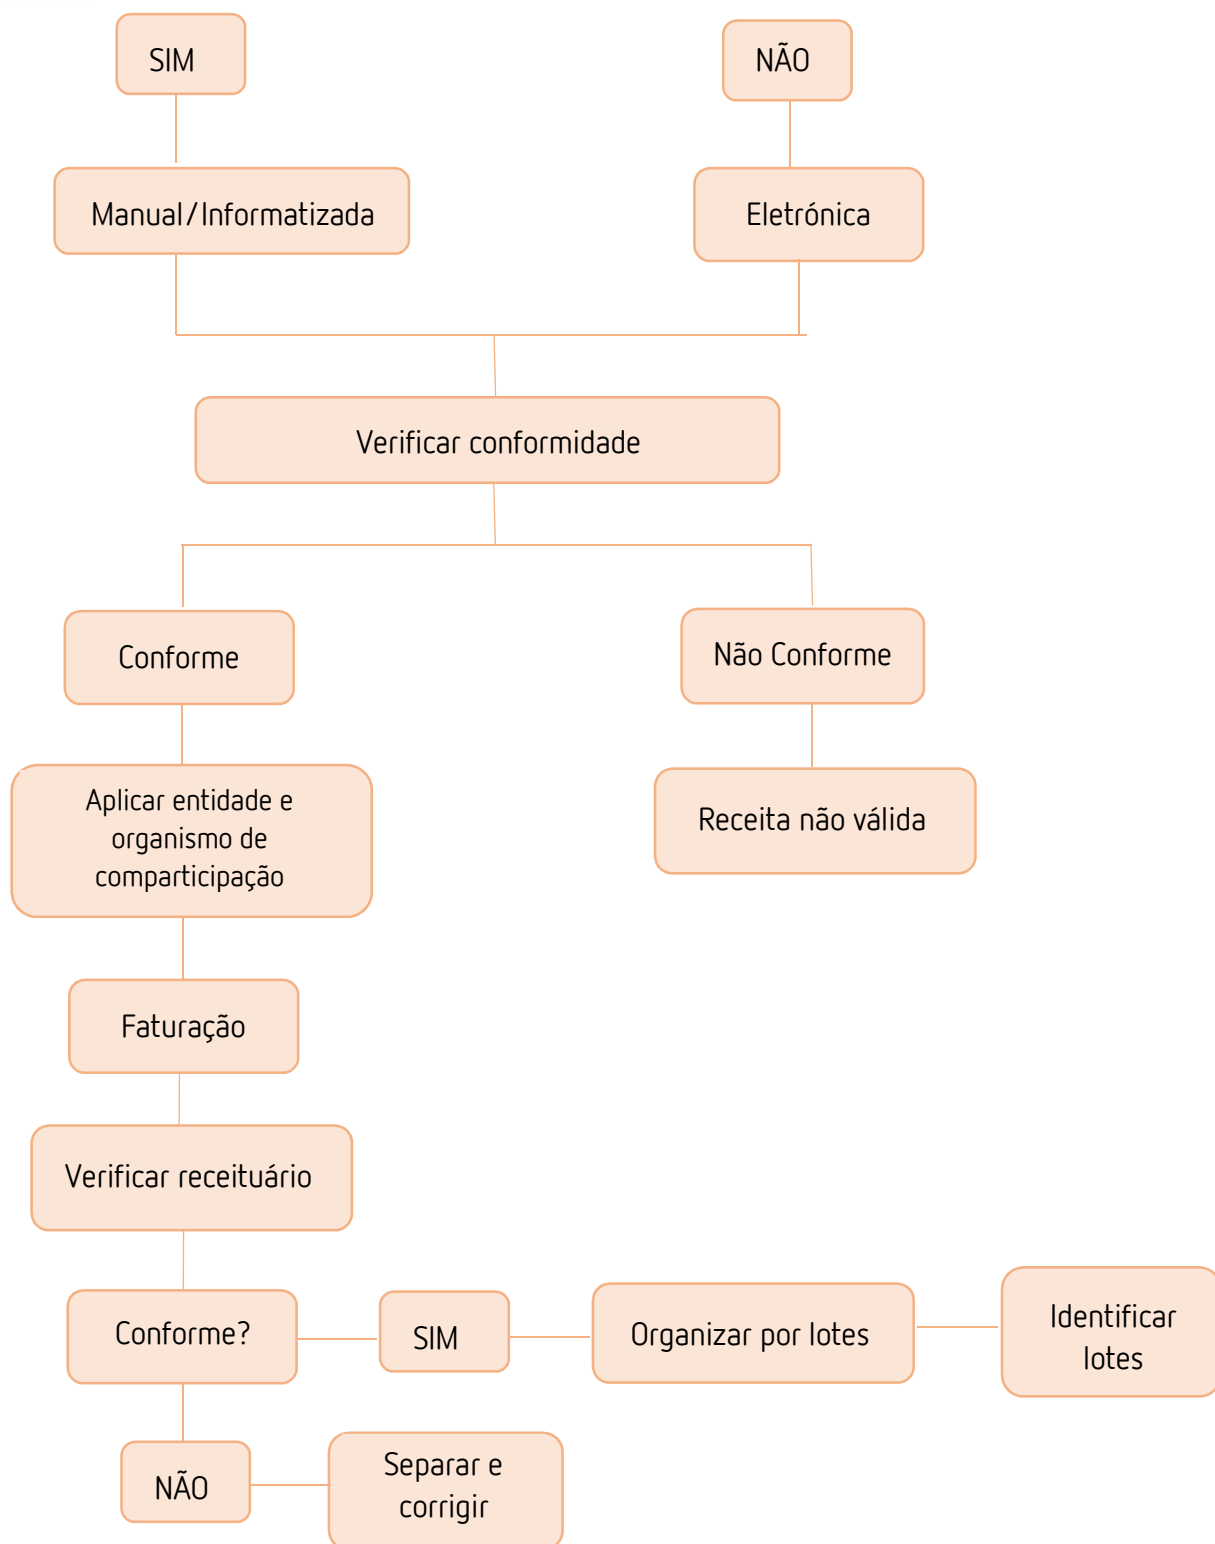 SIM
NÃO
Manual/Informatizada
Eletrónica
Verificar conformidade
Conforme
Não Conforme
Aplicar entidade e
organismo de
comparticipação
Receita não válida
Faturação
Verificar receituário
Conforme?
SIM
Organizar por lotes
Identificar
lotes
NÃO
Separar e
corrigir